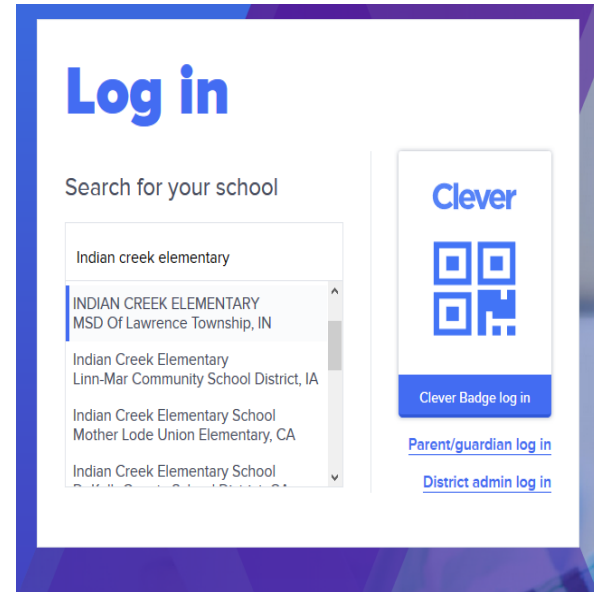 Log in
Search for your school
Indian creek elementary
INDIAN CREEK ELEMENTARY
MSD Of Lawrence Township, IN
Indian Creek Elementary
Linn-Mar Community School District, IA
Indian Creek Elementary School
Mother Lode Union Elementary, CA
Indian Creek Elementary School
Clever
Clever Badge log in
Parent/guardian log in
District admin log in